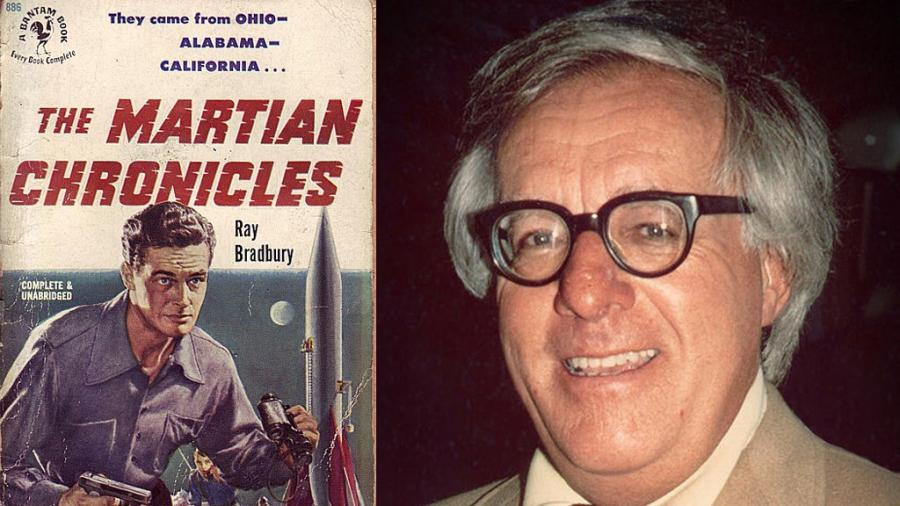 886
A BANTAM BOOK
Every Book Complete
They came from OHIO—
ALABAMA—
CALIFORNIA...
THE MARTIAN
CHRONICLES
Ray
Bradbury
COMPLETE &
UNABRIDGED